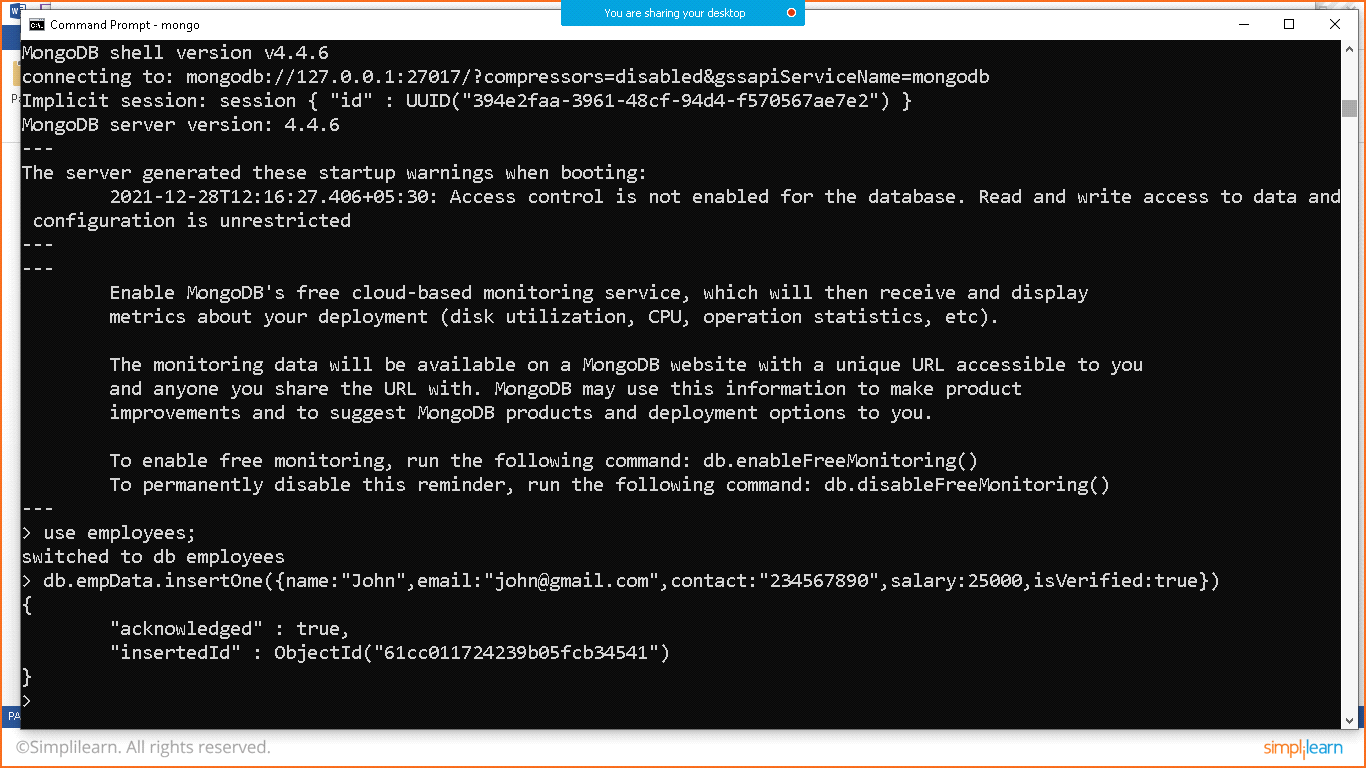 You are sharing your desktop
Command Prompt - mongo
MongoDB shell version v4.4.6
connecting to: mongodb://127.0.0.1:27017/?compressors=disabled&gssapiServiceName=mongodb
Implicit session: session { "id" : UUID("394e2faa-3961-48cf-94d4-f570567ae7e2") }
MongoDB server version: 4.4.6
---
The server generated these startup warnings when booting:
2021-12-28T12:16:27.406+05:30: Access control is not enabled for the database. Read and write access to data and
configuration is unrestricted
---
---
Enable MongoDB's free cloud-based monitoring service, which will then receive and display
metrics about your deployment (disk utilization, CPU, operation statistics, etc).
The monitoring data will be available on a MongoDB website with a unique URL accessible to you
and anyone you share the URL with. MongoDB may use this information to make product
improvements and to suggest MongoDB products and deployment options to you.
To enable free monitoring, run the following command: db.enableFreeMonitoring()
To permanently disable this reminder, run the following command: db.disableFreeMonitoring()
---
> use employees;
switched to db employees
> db.empData.insertOne({name:"John",email:"john@gmail.com",contact:"234567890",salary:25000,isVerified:true})
{
"acknowledged" : true,
"insertedId" : ObjectId("61cc011724239b05fcb34541")
}
>
©Simplilearn. All rights reserved.
simplilearn